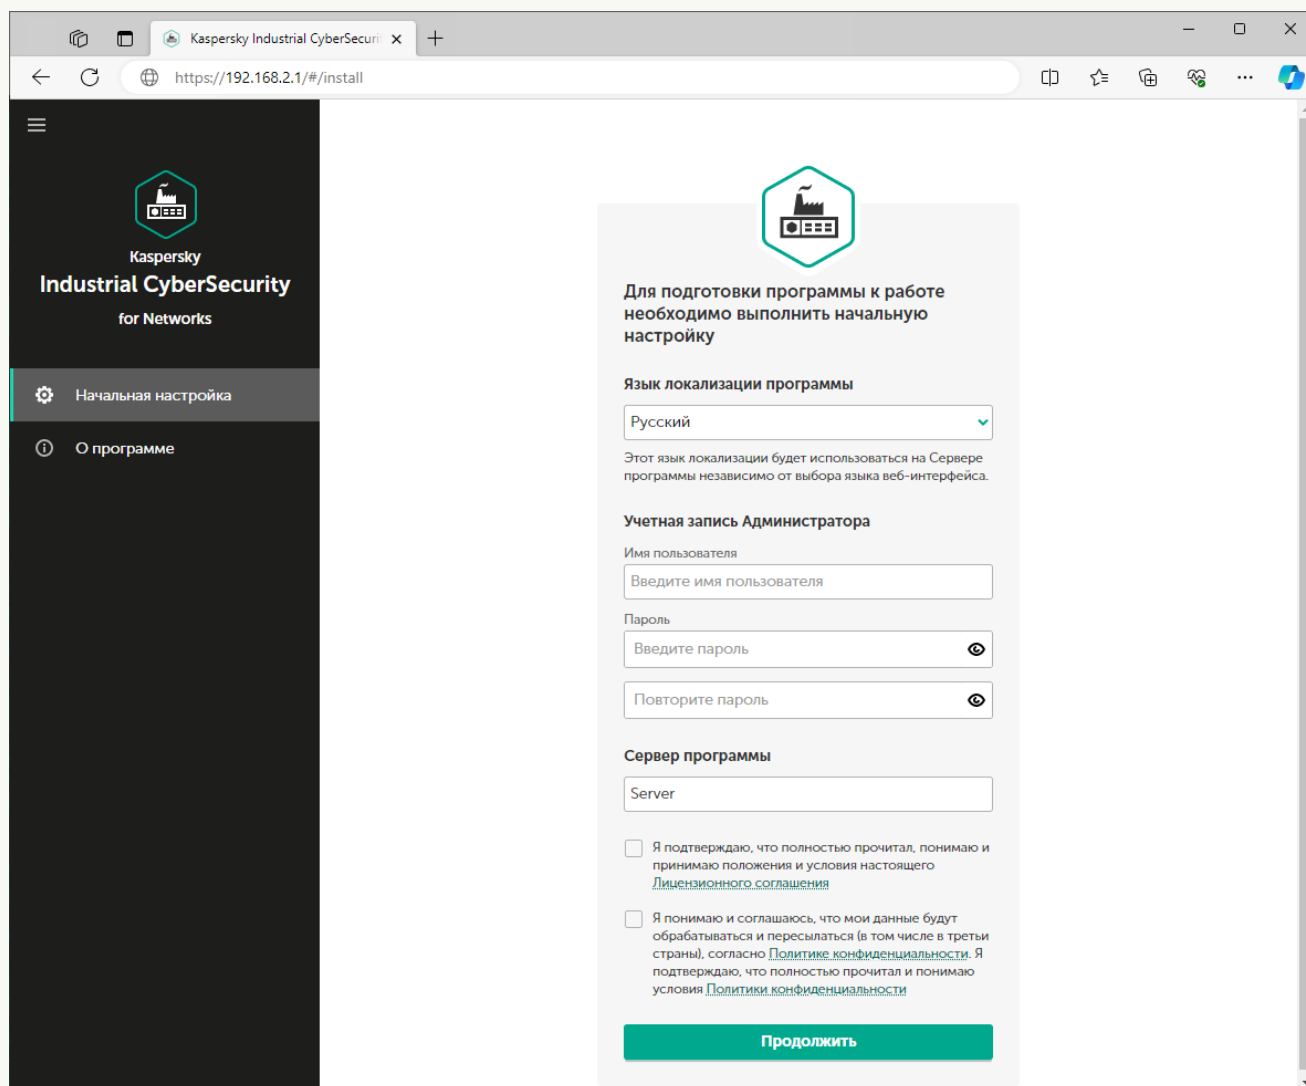 Kaspersky Industrial CyberSecuri
https://192.168.2.1/#/install
Kaspersky
Industrial CyberSecurity
for Networks
Начальная настройка
О программе
Для подготовки программы к работе
необходимо выполнить начальную
настройку
Язык локализации программы
Русский
Этот язык локализации будет использоваться на Сервере
программы независимо от выбора языка веб-интерфейса.
Учетная запись Администратора
Имя пользователя
Введите имя пользователя
Пароль
Введите пароль
Повторите пароль
Сервер программы
Server
Я подтверждаю, что полностью прочитал, понимаю и
принимаю положения и условия настоящего
Лицензионного соглашения
Я понимаю и соглашаюсь, что мои данные будут
обрабатываться и пересылаться (в том числе в третьи
страны), согласно Политике конфиденциальности. Я
подтверждаю, что полностью прочитал и понимаю
условия Политики конфиденциальности
Продолжить